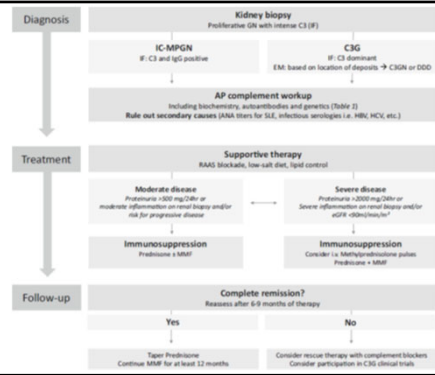 Diagnosis
Kidney biopsy
Proliferative GN with intense C3 (IF)
IC-MPGN
IF: C3 and IgG positive
C3G
IF: C3 dominant
EM: based on location of deposits → C3GN or DDD
AP complement workup
Including biochemistry, autoantibodies and genetics (Table 1)
Rule out secondary causes (ANA titers for SLE, infectious serologies i.e. HBV, HCV, etc.)
Treatment
Supportive therapy
RAAS blockade, low-salt diet, lipid control
Moderate disease
Proteinuria >500 mg/24hr or
moderate inflammation on renal biopsy and/or
risk for progressive disease
Severe disease
Proteinuria >2000 mg/24hr or
Severe inflammation on renal biopsy and/or
eGFR <30ml/min/m²
Immunosuppression
Prednisone ± MMF
Immunosuppression
Consider i.v. Methylprednisolone pulses
Prednisone + MMF
Follow-up
Complete remission?
Reassess after 6-9 months of therapy
Yes
No
Taper Prednisone
Continue MMF for at least 12 months
Consider rescue therapy with complement blockers
Consider participation in C3G clinical trials